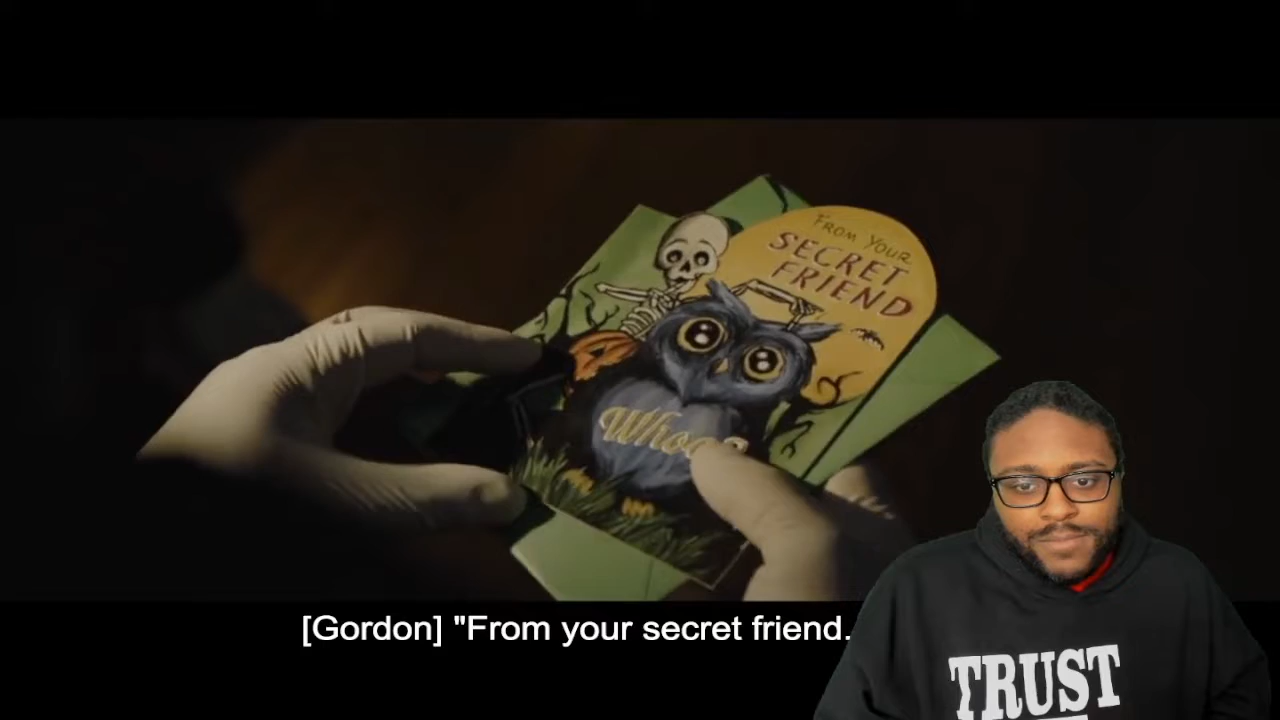 FROM YOUR
SECRET
FRIEND
[Gordon] "From your secret friend.
TRUST